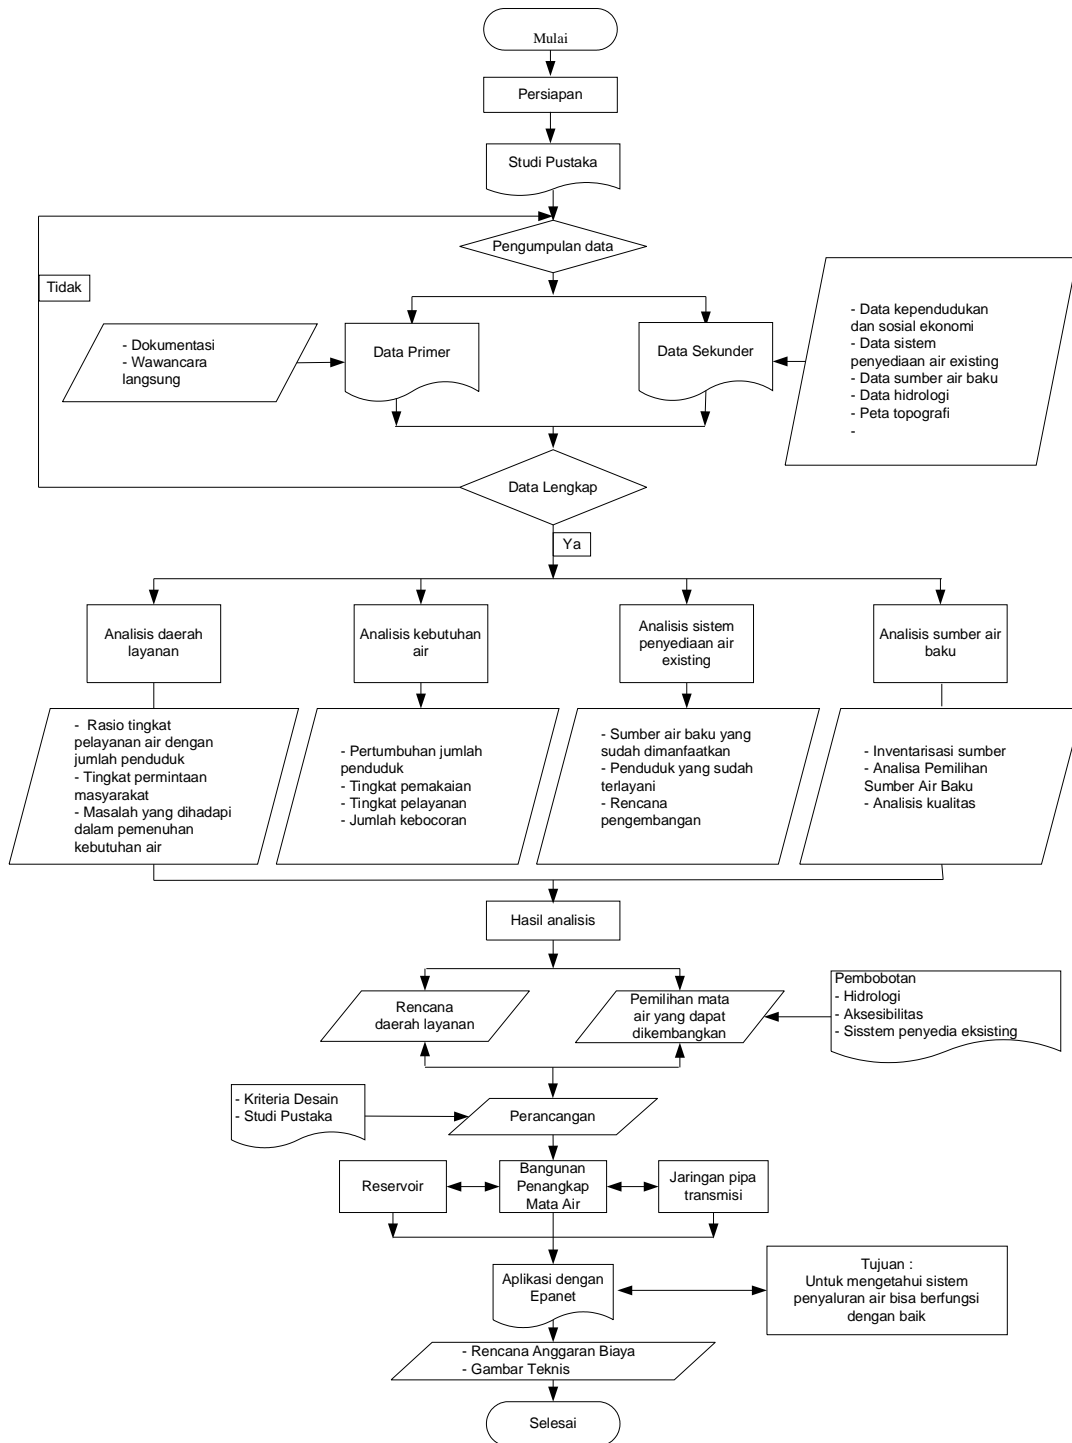 Mulai
Persiapan
Studi Pustaka
Pengumpulan data
Tidak
- Dokumentasi
- Wawancara
langsung
Data Primer
Data Sekunder
- Data kependudukan
dan sosial ekonomi
- Data sistem
penyediaan air existing
- Data sumber air baku
- Data hidrologi
- Peta topografi
-
Data Lengkap
Ya
Analisis daerah
layanan
Analisis kebutuhan
air
Analisis sistem
penyediaan air
existing
Analisis sumber air
baku
- Rasio tingkat
pelayanan air dengan
jumlah penduduk
- Tingkat permintaan
masyarakat
- Masalah yang dihadapi
dalam pemenuhan
kebutuhan air
- Pertumbuhan jumlah
penduduk
- Tingkat pemakaian
- Tingkat pelayanan
- Jumlah kebocoran
- Sumber air baku yang
sudah dimanfaatkan
- Penduduk yang sudah
terlayani
- Rencana
pengembangan
- Inventarisasi sumber
- Analisa Pemilihan
Sumber Air Baku
- Analisis kualitas
Hasil analisis
Rencana
daerah layanan
Pemilihan mata
air yang dapat
dikembangkan
Pembobotan
- Hidrologi
- Aksesibilitas
- Sisstem penyedia eksisting
- Kriteria Desain
- Studi Pustaka
Perancangan
Reservoir
Bangunan
Penangkap
Mata Air
Jaringan pipa
transmisi
Aplikasi dengan
Epanet
Tujuan :
Untuk mengetahui sistem
penyaluran air bisa berfungsi
dengan baik
- Rencana Anggaran Biaya
- Gambar Teknis
Selesai